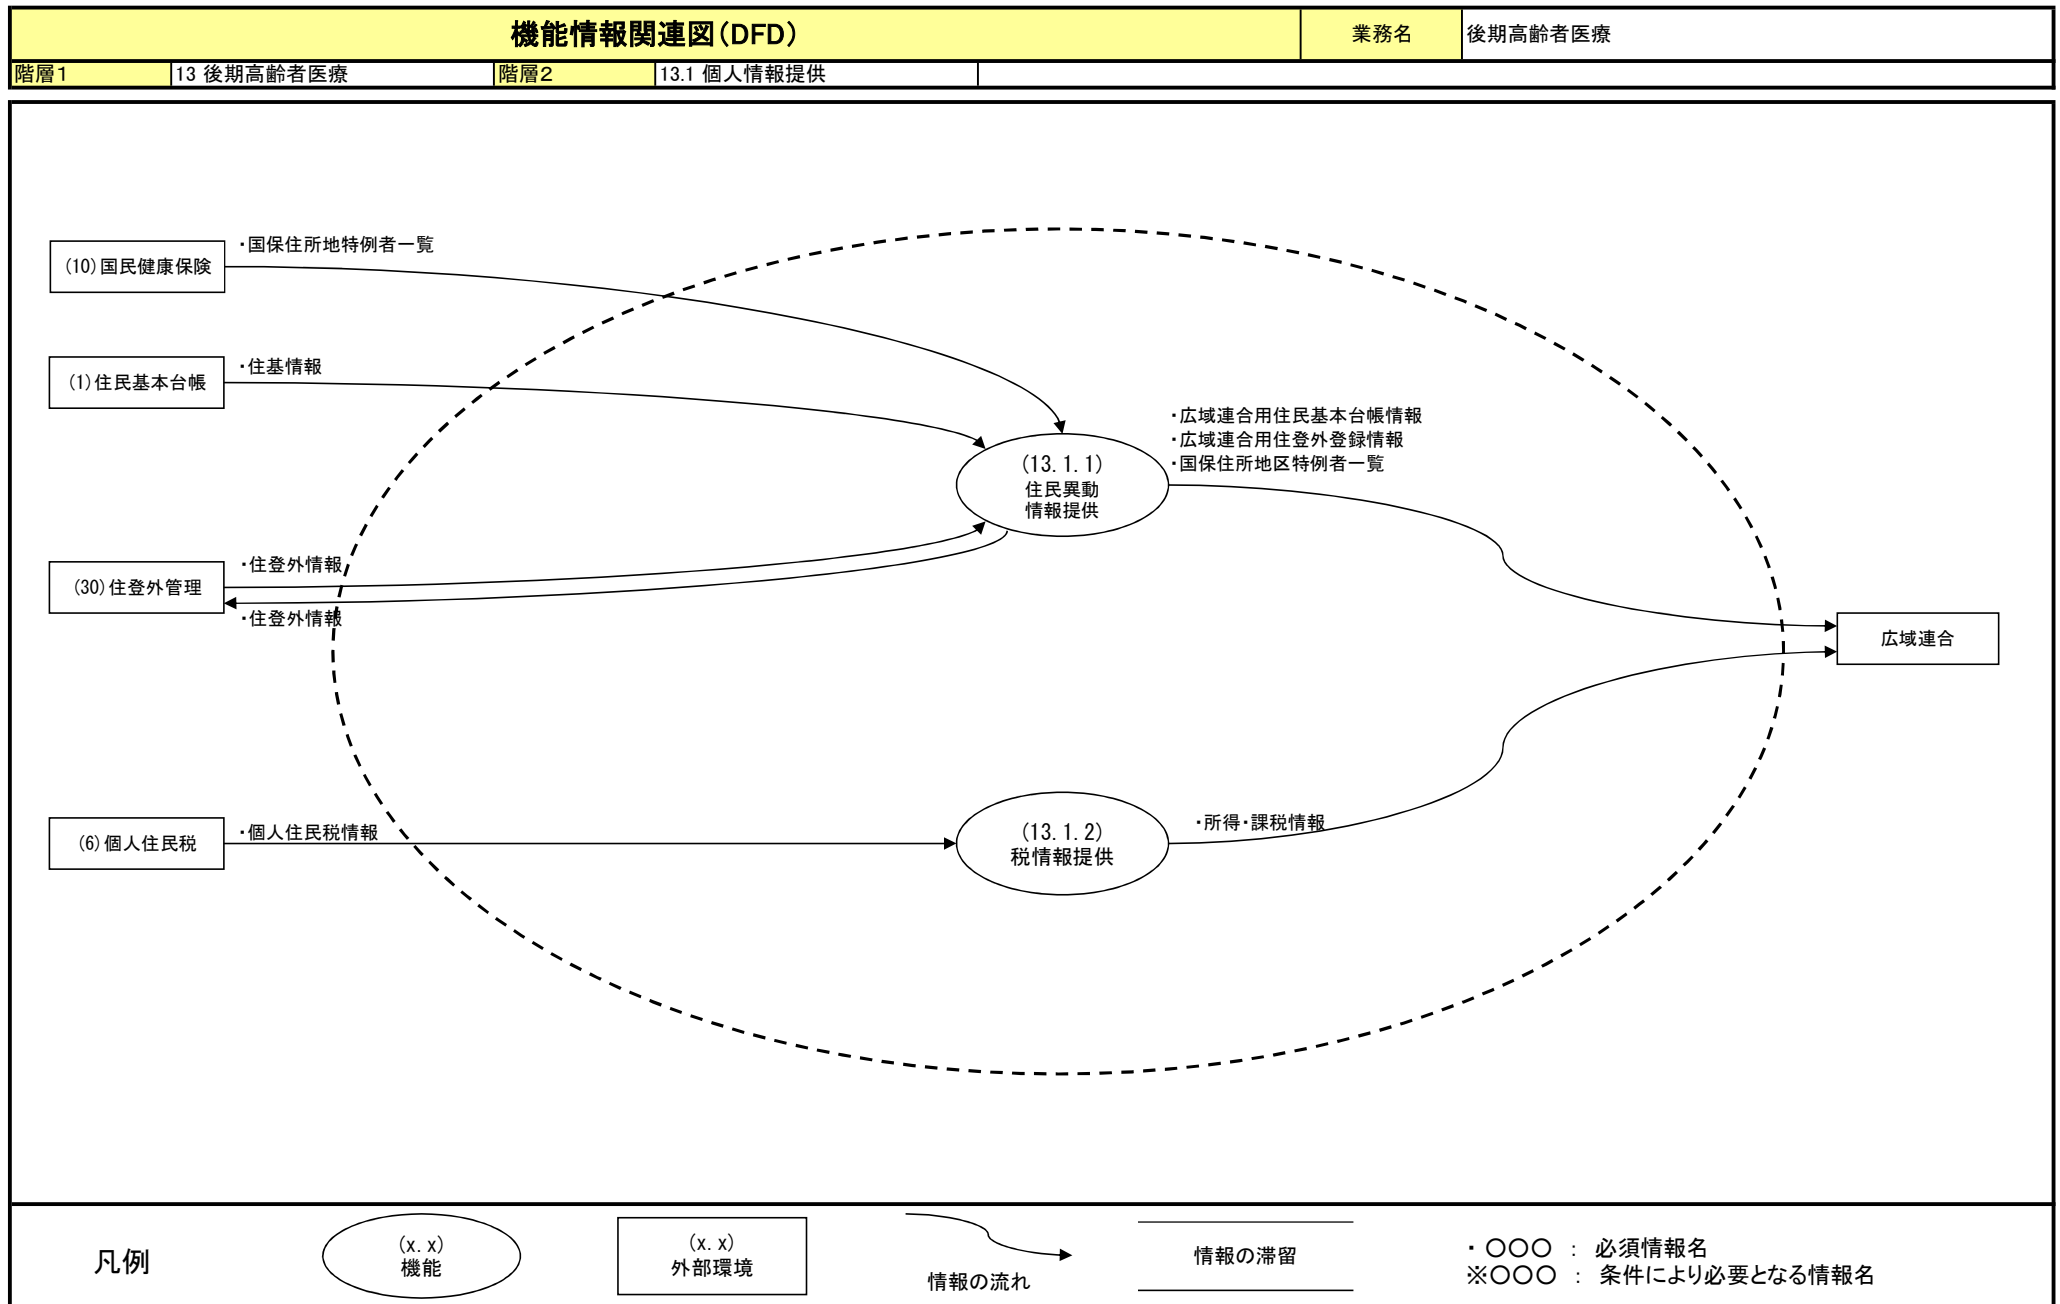 機能情報関連図(DFD)
業務名
後期高齢者医療
階層1
13 後期高齢者医療
階層2
13.1 個人情報提供
・国保住所地特例者一覧
(10)国民健康保険
・住基情報
(1)住民基本台帳
・広域連合用住民基本台帳情報
・広域連合用住登外登録情報
・国保住所地区特例者一覧
(13.1.1)
住民異動
情報提供
・住登外情報
(30)住登外管理
・住登外情報
広域連合
・個人住民税情報
(6)個人住民税
(13.1.2)
税情報提供
・所得・課税情報
凡例
(x.x)
機能
(x.x)
外部環境
情報の流れ
情報の滞留
・ 〇〇〇 : 必須情報名
※〇〇〇 : 条件により必要となる情報名